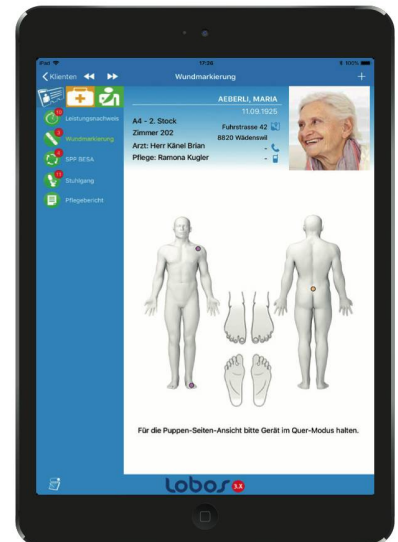 iPad
17:26
100%
Klienten
Wundmarkierung
+
AEBERLI, MARIA
11.09.1925
A4 - 2. Stock
Zimmer 202
Arzt: Herr Känel Brian
Pflege: Ramona Kugler
Fuhrstrasse 42
8820 Wädenswil
-
-
Leistungsnachweis
Wundmarkierung
SPF BESA
Stuhlgang
Pflegebericht
Für die Puppen-Seiten-Ansicht bitte Gerät im Quer-Modus halten.
Lobos 3.X